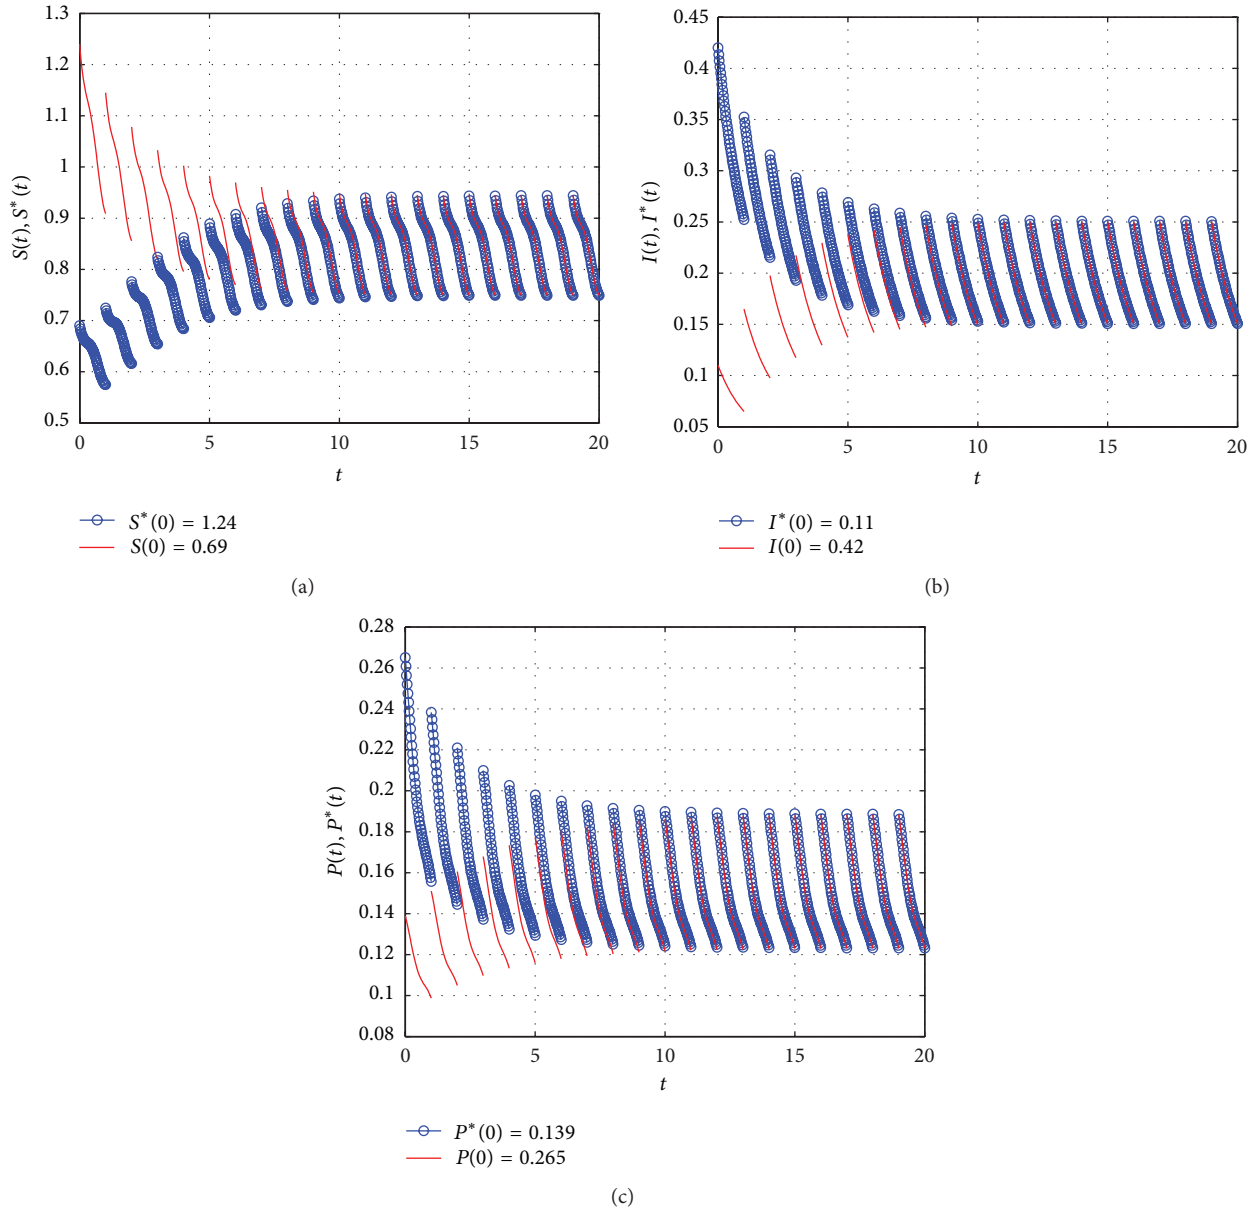 1.3
1.2
1.1
1
0.9
0.8
0.7
0.6
0.5
S(t), S*(t)
0 5 10 15 20
t
S*(0) = 1.24
S(0) = 0.69
(a)
0.45
0.4
0.35
0.3
0.25
0.2
0.15
0.1
0.05
I(t), I*(t)
0 5 10 15 20
t
I*(0) = 0.11
I(0) = 0.42
(b)
0.28
0.26
0.24
0.22
0.2
0.18
0.16
0.14
0.12
0.1
0.08
P(t), P*(t)
0 5 10 15 20
t
P*(0) = 0.139
P(0) = 0.265
(c)